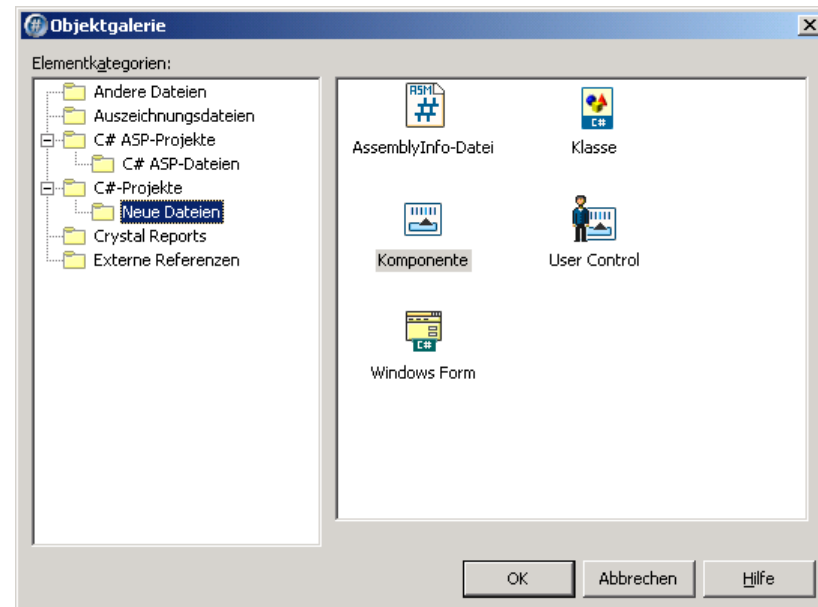 Objektgalerie
Elementkategorien:
Andere Dateien
Auszeichnungsdateien
C# ASP-Projekte
C# ASP-Dateien
C#-Projekte
Neue Dateien
Crystal Reports
Externe Referenzen
ASM
#
AssemblyInfo-Datei
C#
Klasse
Komponente
User Control
C#
Windows Form
OK
Abbrechen
Hilfe